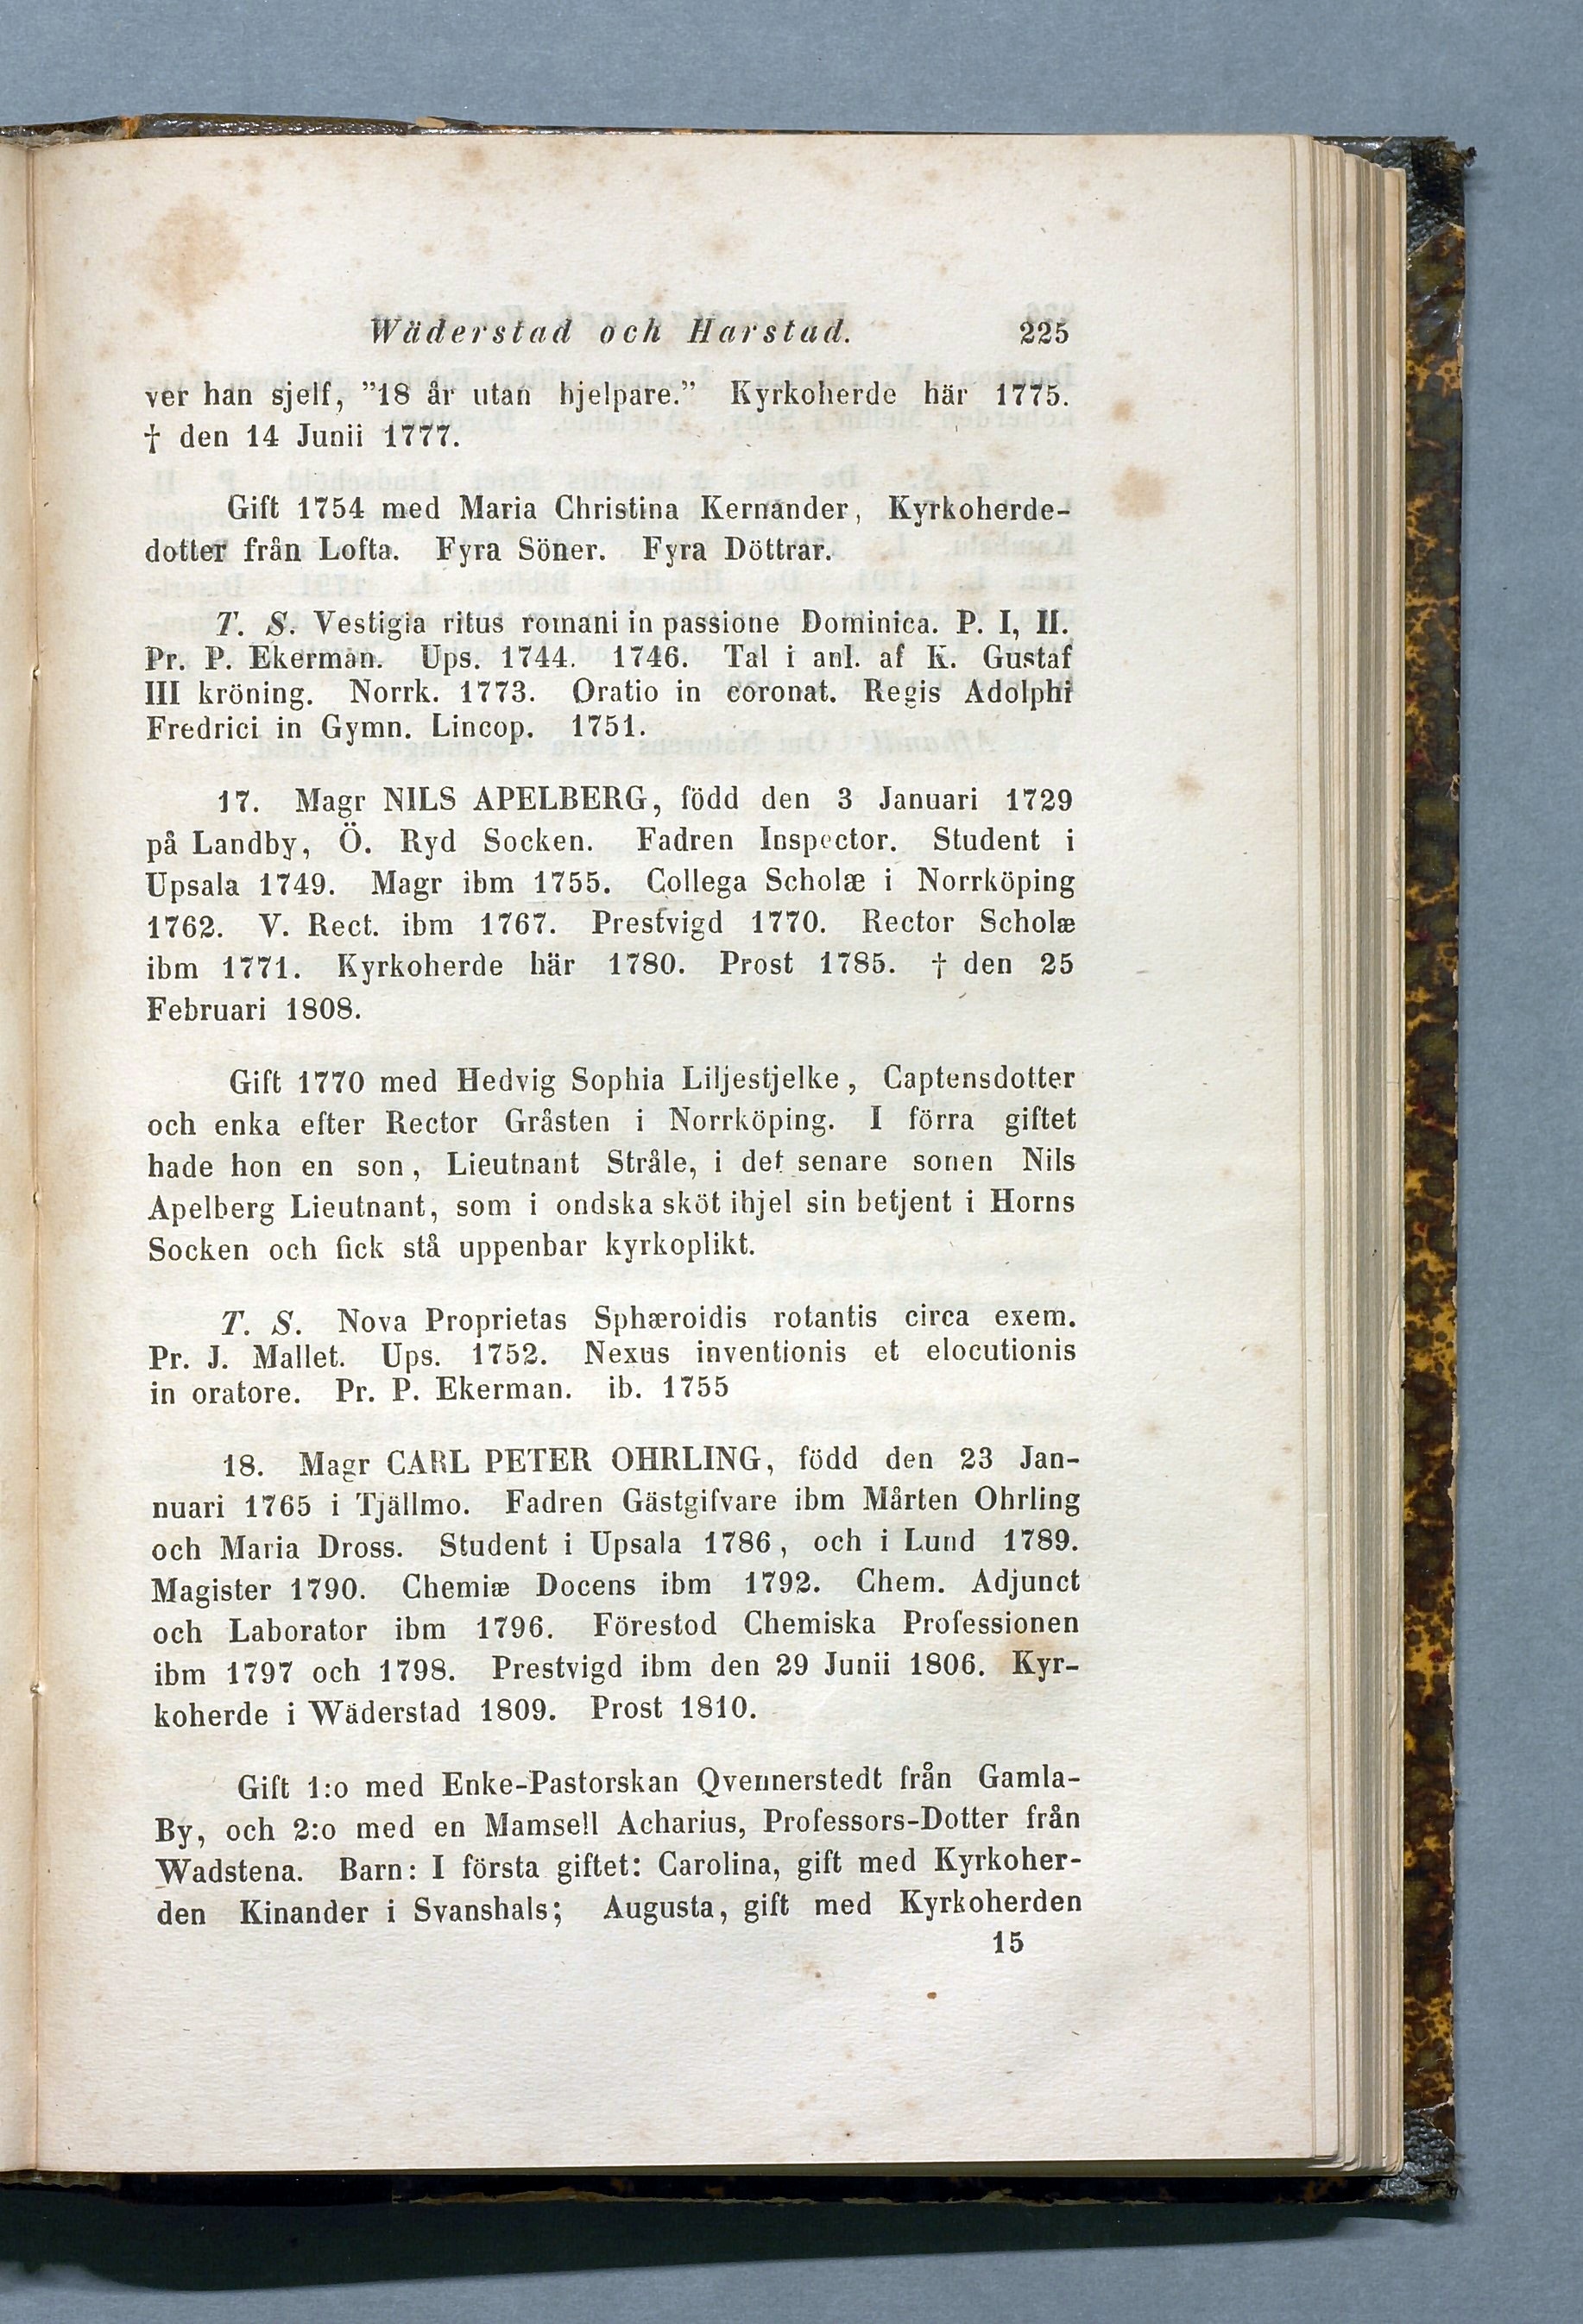 Wäderstad och Harstad. 225
ver han sjelf, ”18 år utan hjelpare.” Kyrkoherde här 1775.
† den 14 Junii 1777.
Gift 1754 med Maria Christina Kernander, Kyrkoherde-
dotter från Lofta. Fyra Söner. Fyra Döttrar.
T. S. Vestigia ritus romani in passione Dominica. P. I, II.
Pr. P. Ekerman. Ups. 1744. 1746. Tal i anl. af K. Gustaf
III kröning. Norrk. 1773. Oratio in coronat. Regis Adolphi
Fredrici in Gymn. Lincop. 1751.
17. Magr NILS APELBERG, född den 3 Januari 1729
på Landby, Ö. Ryd Socken. Fadren Inspector. Student i
Upsala 1749. Magr ibm 1755. Collega Scholæ i Norrköping
1762. V. Rect. ibm 1767. Prestvigd 1770. Rector Scholæ
ibm 1771. Kyrkoherde här 1780. Prost 1785. † den 25
Februari 1808.
Gift 1770 med Hedvig Sophia Liljestjelke, Captensdotter
och enka efter Rector Gråsten i Norrköping. I förra giftet
hade hon en son, Lieutnant Stråle, i det senare sonen Nils
Apelberg Lieutnant, som i ondska sköt ihjel sin betjent i Horns
Socken och fick stå uppenbar kyrkoplikt.
T. S. Nova Proprietas Sphæroidis rotantis circa exem.
Pr. J. Mallet. Ups. 1752. Nexus inventionis et elocutionis
in oratore. Pr. P. Ekerman. ib. 1755
18. Magr CARL PETER OHRLING, född den 23 Jan-
nuari 1765 i Tjällmo. Fadren Gästgifvare ibm Mårten Ohrling
och Maria Dross. Student i Upsala 1786, och i Lund 1789.
Magister 1790. Chemiæ Docens ibm 1792. Chem. Adjunct
och Laborator ibm 1796. Förestod Chemiska Professionen
ibm 1797 och 1798. Prestvigd ibm den 29 Junii 1806. Kyr-
koherde i Wäderstad 1809. Prost 1810.
Gift 1:o med Enke-Pastorskan Qvennerstedt från Gamla-
By, och 2:o med en Mamsell Acharius, Professors-Dotter från
Wadstena. Barn: I första giftet: Carolina, gift med Kyrkoher-
den Kinander i Svanshals; Augusta, gift med Kyrkoherden
15